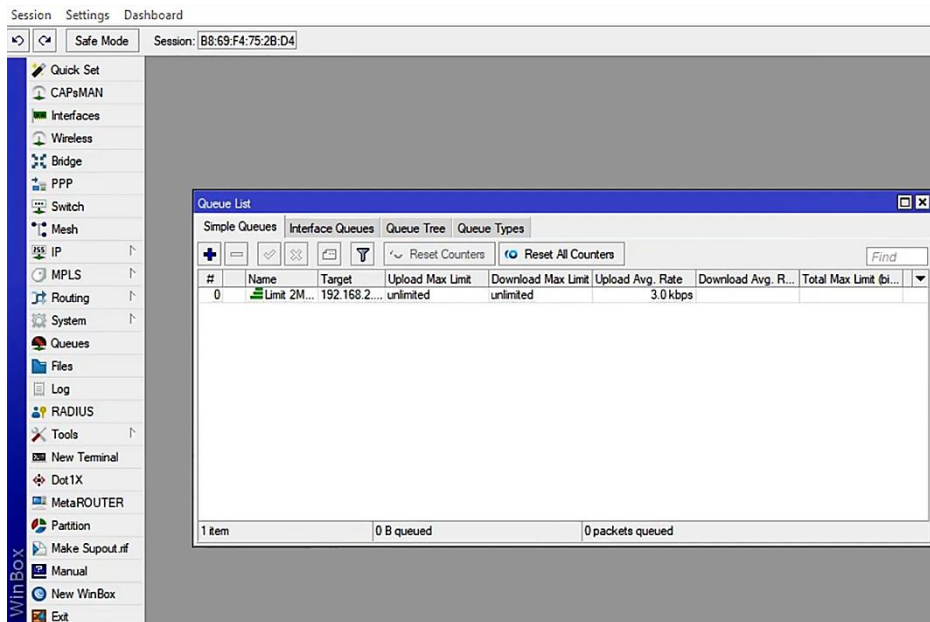 Session Settings Dashboard
Safe Mode Session: B8:69:F4:75:2B:D4
Quick Set
CAPsMAN
Interfaces
Wireless
Bridge
PPP
Switch
Mesh
IP
MPLS
Routing
System
Queues
Files
Log
RADIUS
Tools
New Terminal
Dot1X
MetaROUTER
Partition
Make Supout.rif
Manual
New WinBox
Exit
WinBox
Queue List
Simple Queues Interface Queues Queue Tree Queue Types
Reset Counters Reset All Counters Find
# Name Target Upload Max Limit Download Max Limit Upload Avg. Rate Download Avg. R... Total Max Limit (bi...
0 Limit 2M... 192.168.2.... unlimited unlimited 3.0 kbps
1 item 0 B queued 0 packets queued